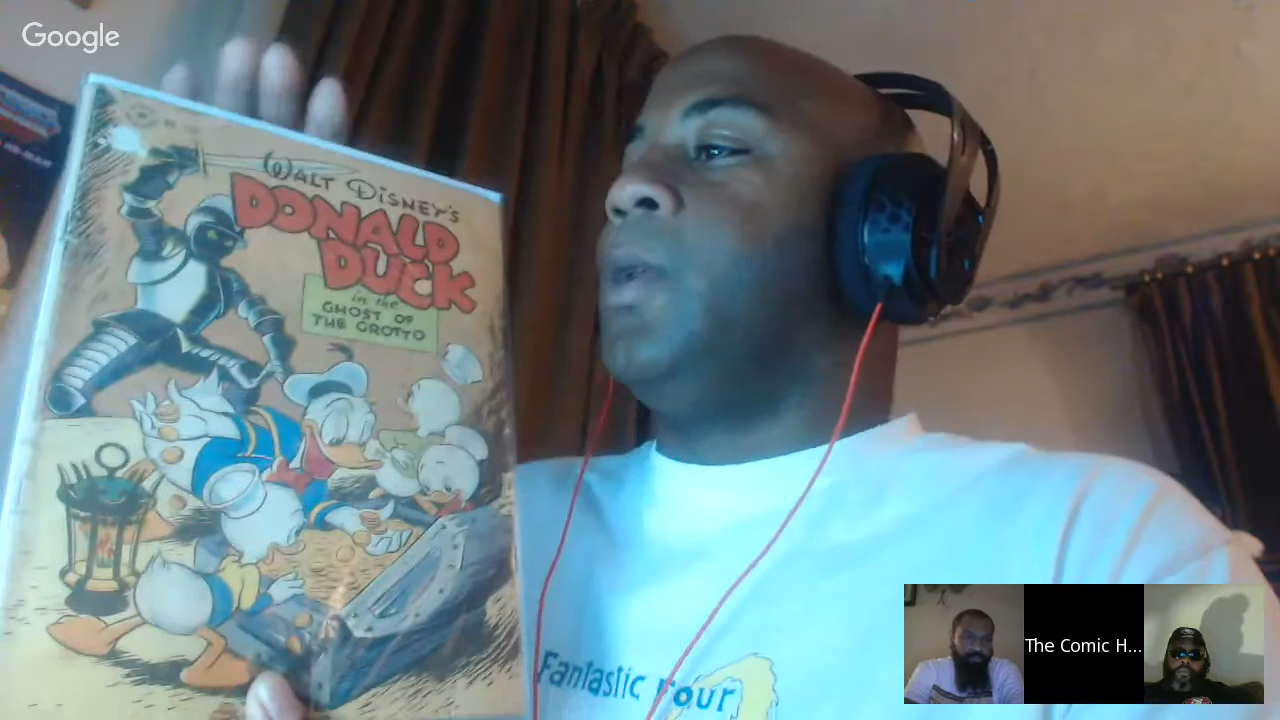 Google
WALT DISNEY'S
DONALD
DUCK
in the
GHOST OF
THE GROTTO
Fantastic Four
The Comic H...